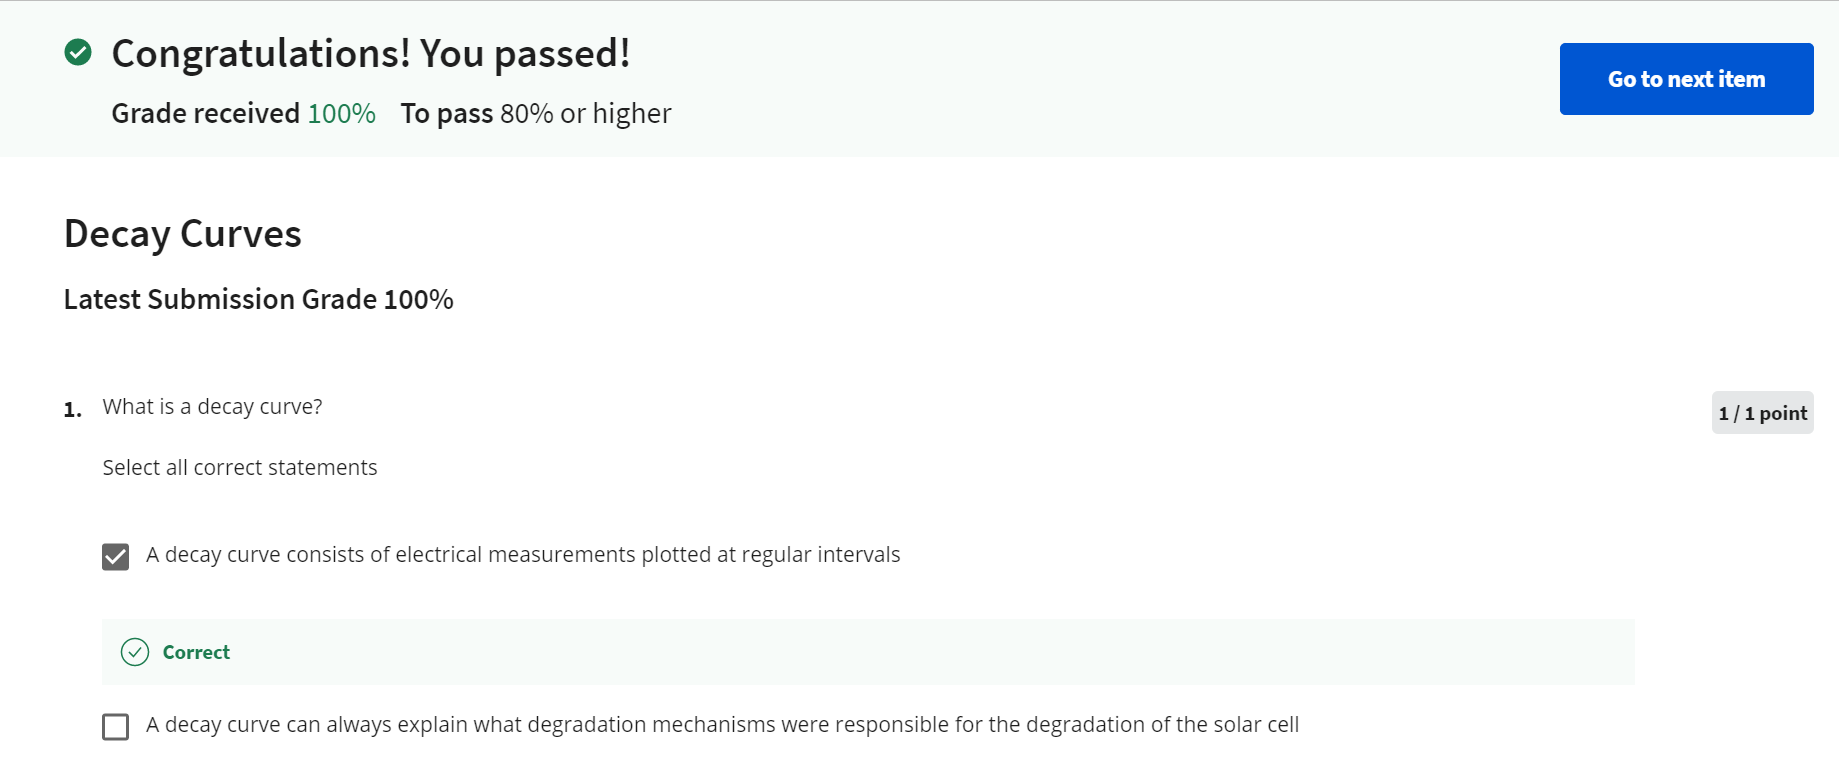 Congratulations! You passed!
Go to next item
Grade received 100% To pass 80% or higher
Decay Curves
Latest Submission Grade 100%
1. What is a decay curve?
1 / 1 point
Select all correct statements
A decay curve consists of electrical measurements plotted at regular intervals
Correct
A decay curve can always explain what degradation mechanisms were responsible for the degradation of the solar cell